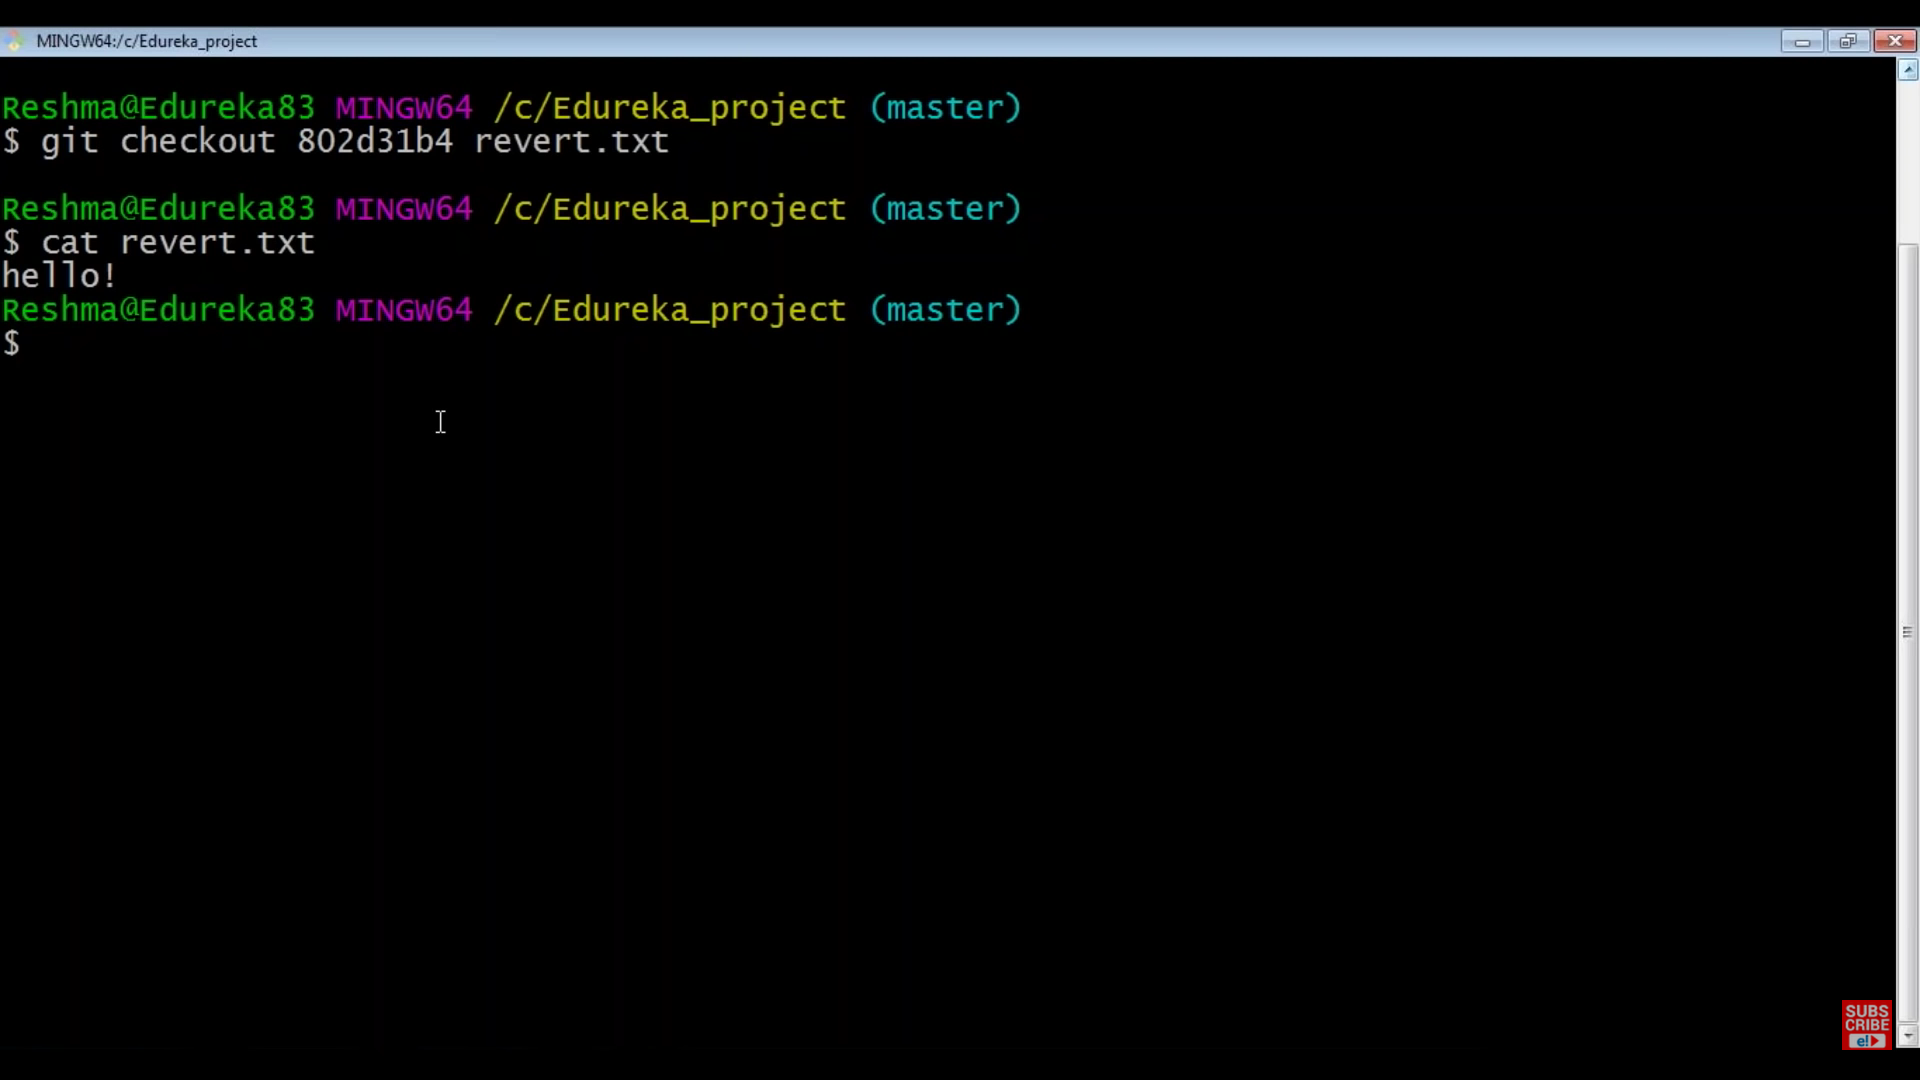 MINGW64:/c/Edureka_project
Reshma@Edureka83 MINGW64 /c/Edureka_project (master)
$ git checkout 802d31b4 revert.txt
Reshma@Edureka83 MINGW64 /c/Edureka_project (master)
$ cat revert.txt
hello!
Reshma@Edureka83 MINGW64 /c/Edureka_project (master)
$
SUBS
CRIBE
e!